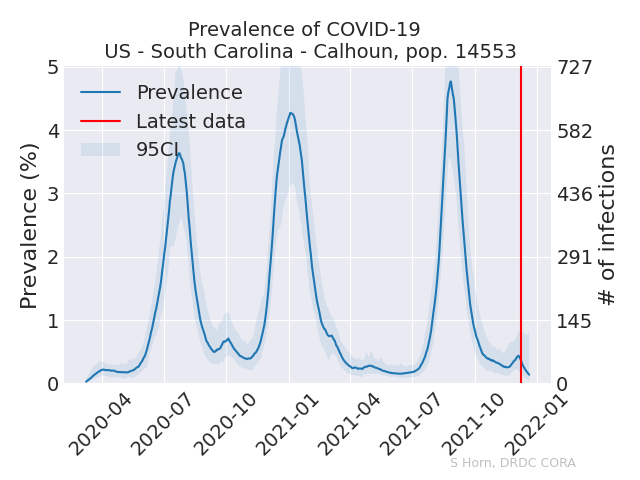 Prevalence of COVID-19
US - South Carolina - Calhoun, pop. 14553
Prevalence
Latest data
95CI
Prevalence (%)
5
4
3
2
1
0
727
582
436
291
145
0
# of infections
2020-04
2020-07
2020-10
2021-01
2021-04
2021-07
2021-10
2022-01
S Horn, DRDC CORA